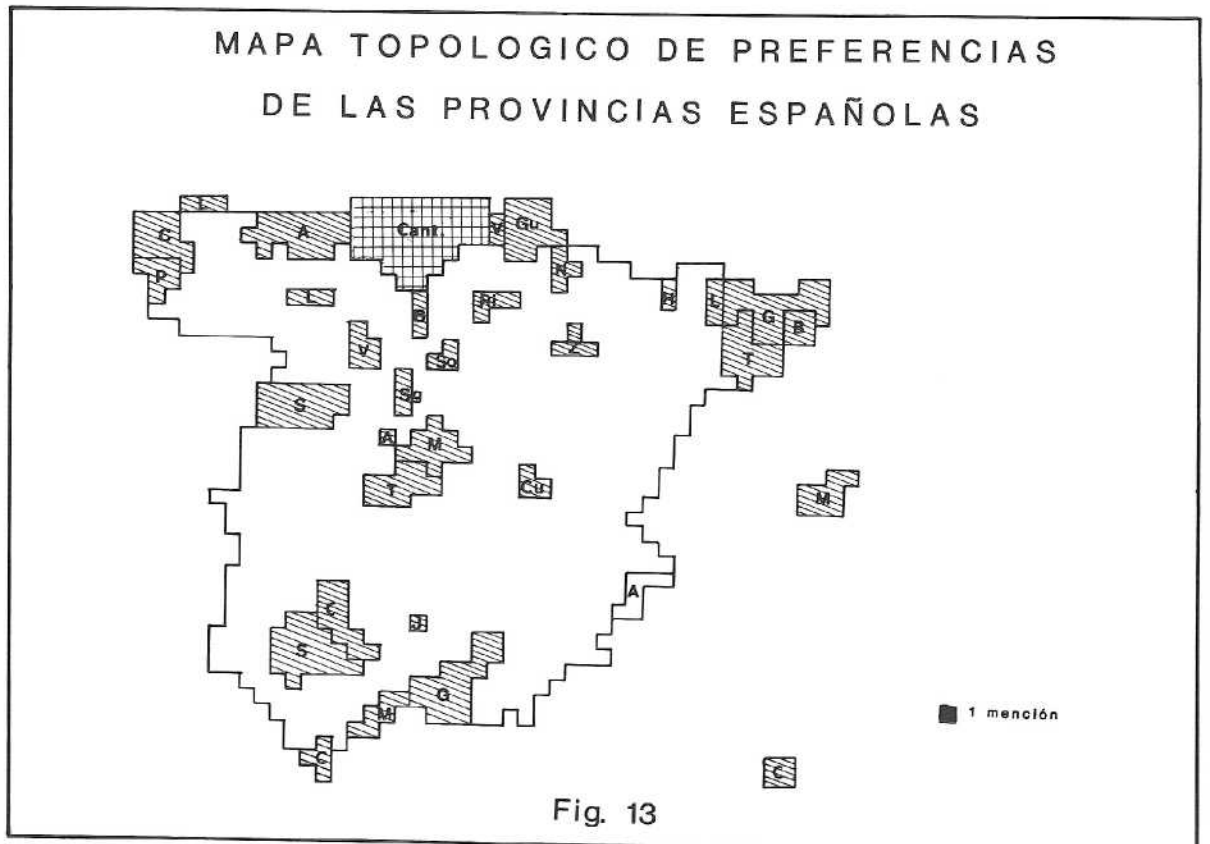 MAPA TOPOLOGICO DE PREFERENCIAS
DE LAS PROVINCIAS ESPAÑOLAS
L
C
A
Cant.
V
Gu
P
N
L
B
Ri
H
L
G
B
V
So
Z
T
S
Sg
A
M
T
Cu
M
A
C
J
S
G
M
C
1 mención
C
Fig. 13